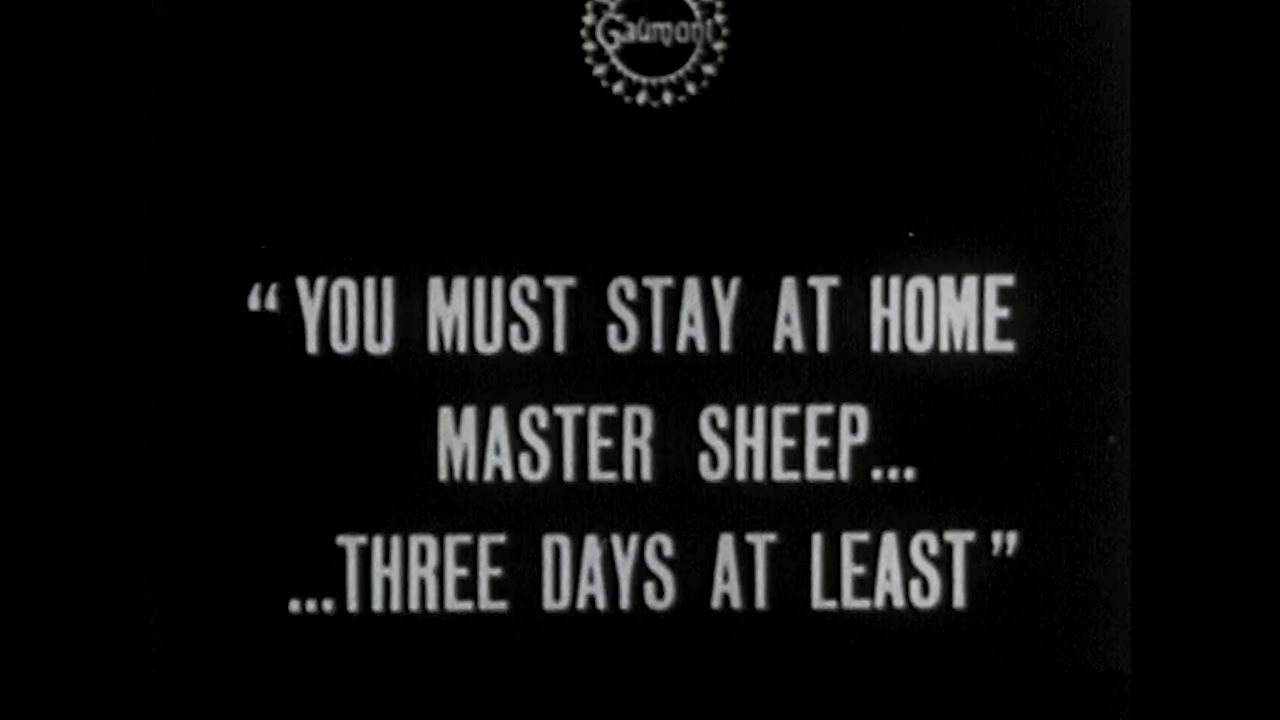 Gaumont
“YOU MUST STAY AT HOME
MASTER SHEEP...
...THREE DAYS AT LEAST”